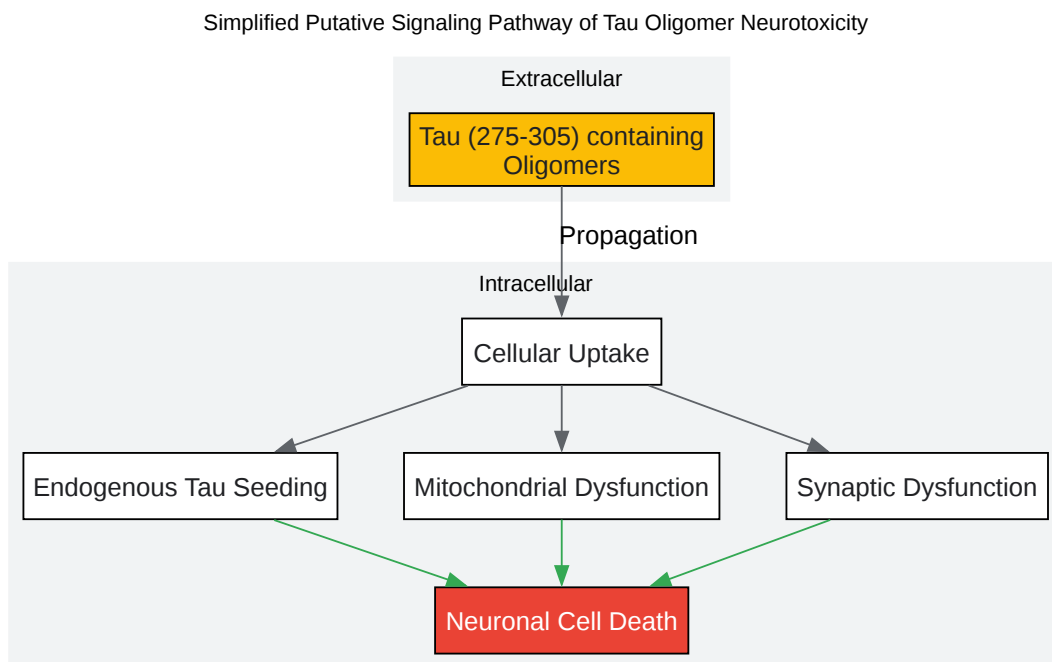 Simplified Putative Signaling Pathway of Tau Oligomer Neurotoxicity
Extracellular
Tau (275-305) containing
Oligomers
Propagation
Intracellular
Cellular Uptake
Endogenous Tau Seeding
Mitochondrial Dysfunction
Synaptic Dysfunction
Neuronal Cell Death